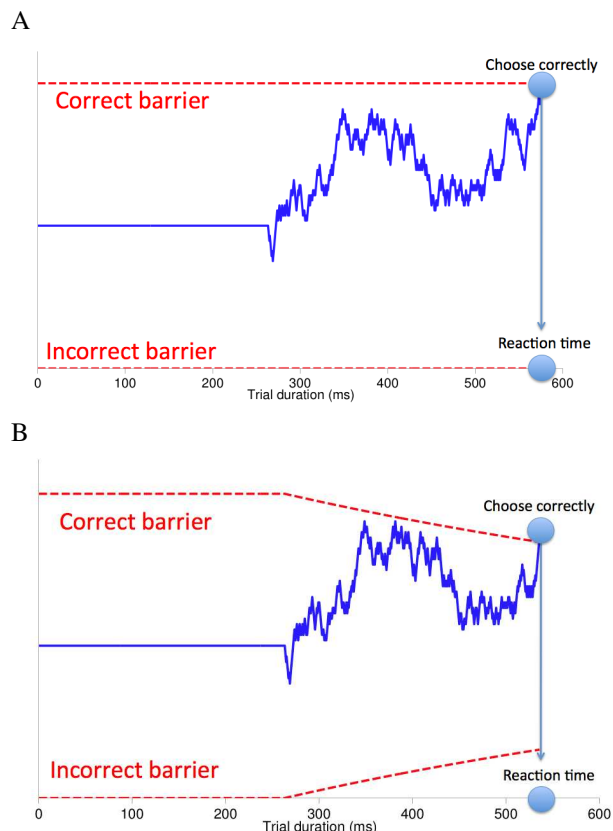 A
Choose correctly
Correct barrier
Incorrect barrier
Reaction time
0 100 200 300 400 500 600
Trial duration (ms)
B
Choose correctly
Correct barrier
Incorrect barrier
Reaction time
0 100 200 300 400 500 600
Trial duration (ms)